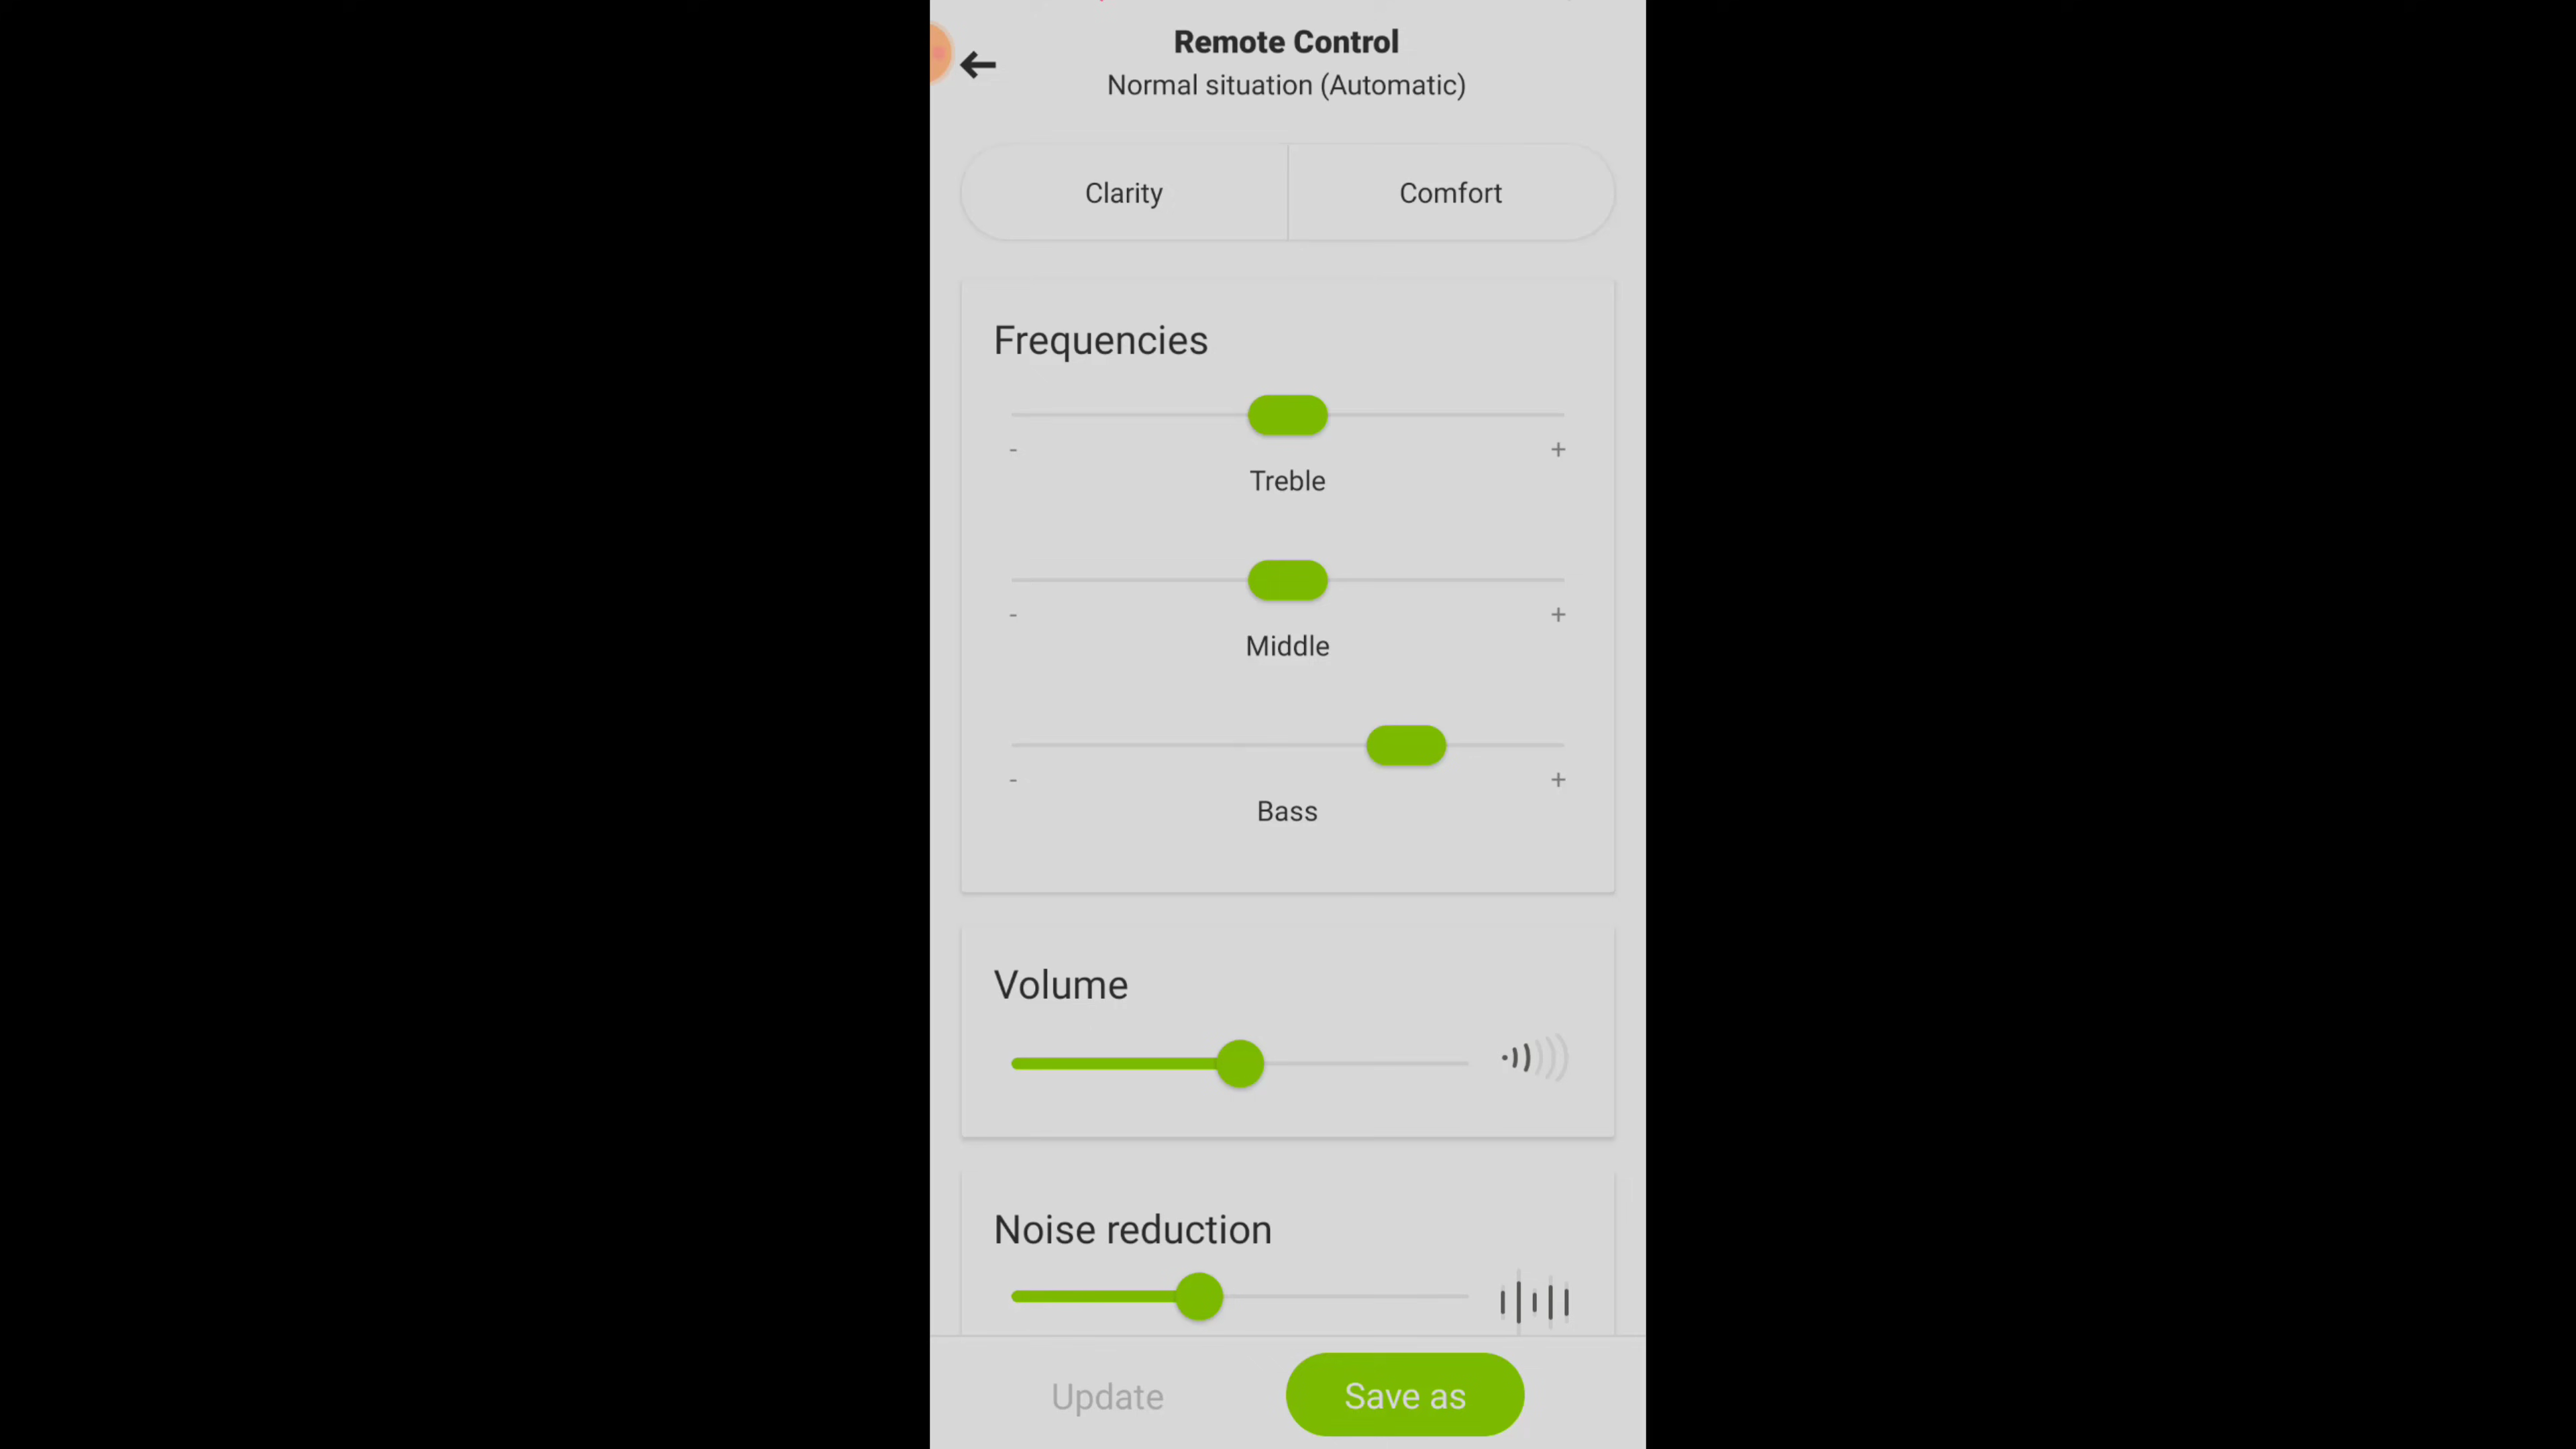 Remote Control
Normal situation (Automatic)
Clarity
Comfort
Frequencies
- +
Treble
- +
Middle
- +
Bass
Volume
Noise reduction
Update
Save as